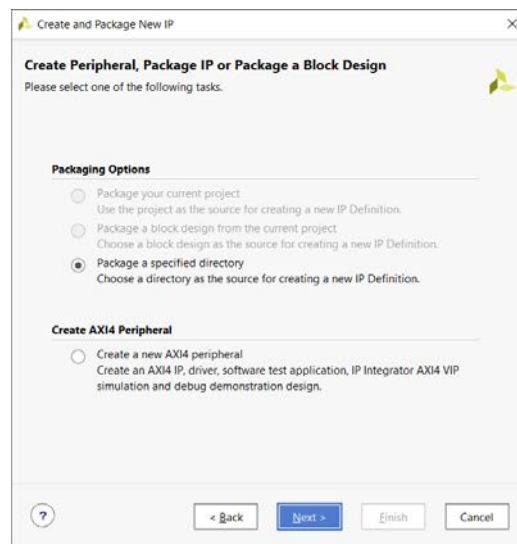 Create and Package New IP
Create Peripheral, Package IP or Package a Block Design
Please select one of the following tasks.
Packaging Options
Package your current project
Use the project as the source for creating a new IP Definition.
Package a block design from the current project
Choose a block design as the source for creating a new IP Definition.
Package a specified directory
Choose a directory as the source for creating a new IP Definition.
Create AXI4 Peripheral
Create a new AXI4 peripheral
Create an AXI4 IP, driver, software test application, IP Integrator AXI4 VIP
simulation and debug demonstration design.
?
< Back
Next >
Finish
Cancel